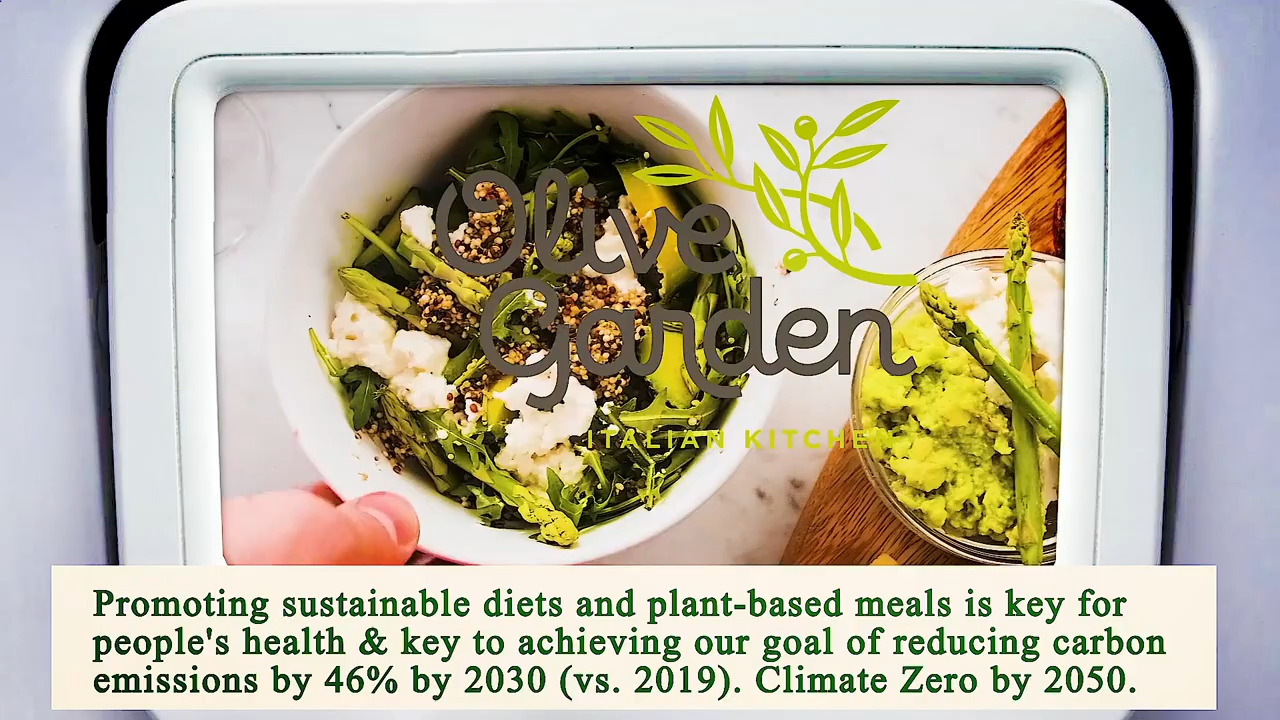 Olive
Garden
ITALIAN KITCHEN
Promoting sustainable diets and plant-based meals is key for
people's health & key to achieving our goal of reducing carbon
emissions by 46% by 2030 (vs. 2019). Climate Zero by 2050.